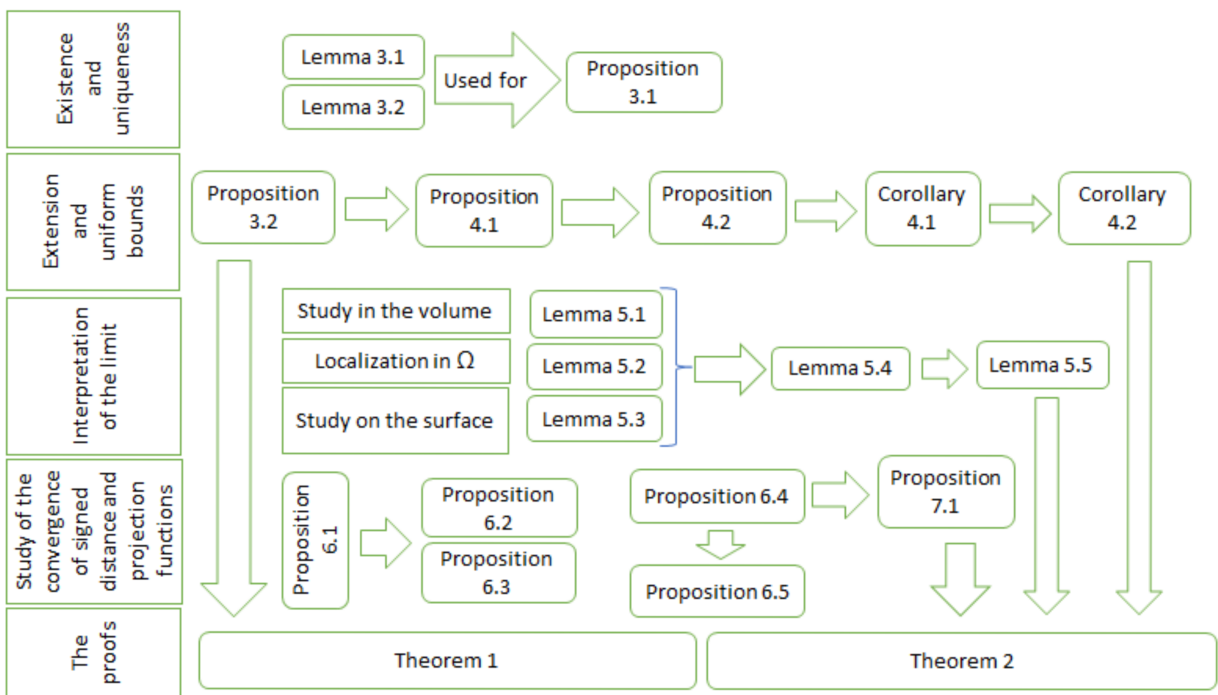 Existence
and
uniqueness
Lemma 3.1
Lemma 3.2
Used for
Proposition
3.1
Extension
and
uniform
bounds
Proposition
3.2
Proposition
4.1
Proposition
4.2
Corollary
4.1
Corollary
4.2
Interpretation
of the limit
Study in the volume
Localization in Ω
Study on the surface
Lemma 5.1
Lemma 5.2
Lemma 5.3
Lemma 5.4
Lemma 5.5
Study of the
convergence
of signed
distance and
projection
functions
Proposition
6.1
Proposition
6.2
Proposition
6.3
Proposition 6.4
Proposition 6.5
Proposition
7.1
The
proofs
Theorem 1
Theorem 2